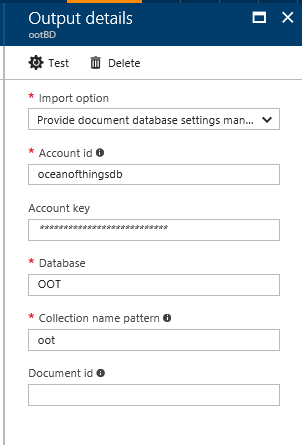 Output details
ootBD
Test Delete
* Import option
Provide document database settings man...
* Account id
oceanofthingsdb
Account key
***************************
* Database
OOT
* Collection name pattern
oot
Document id